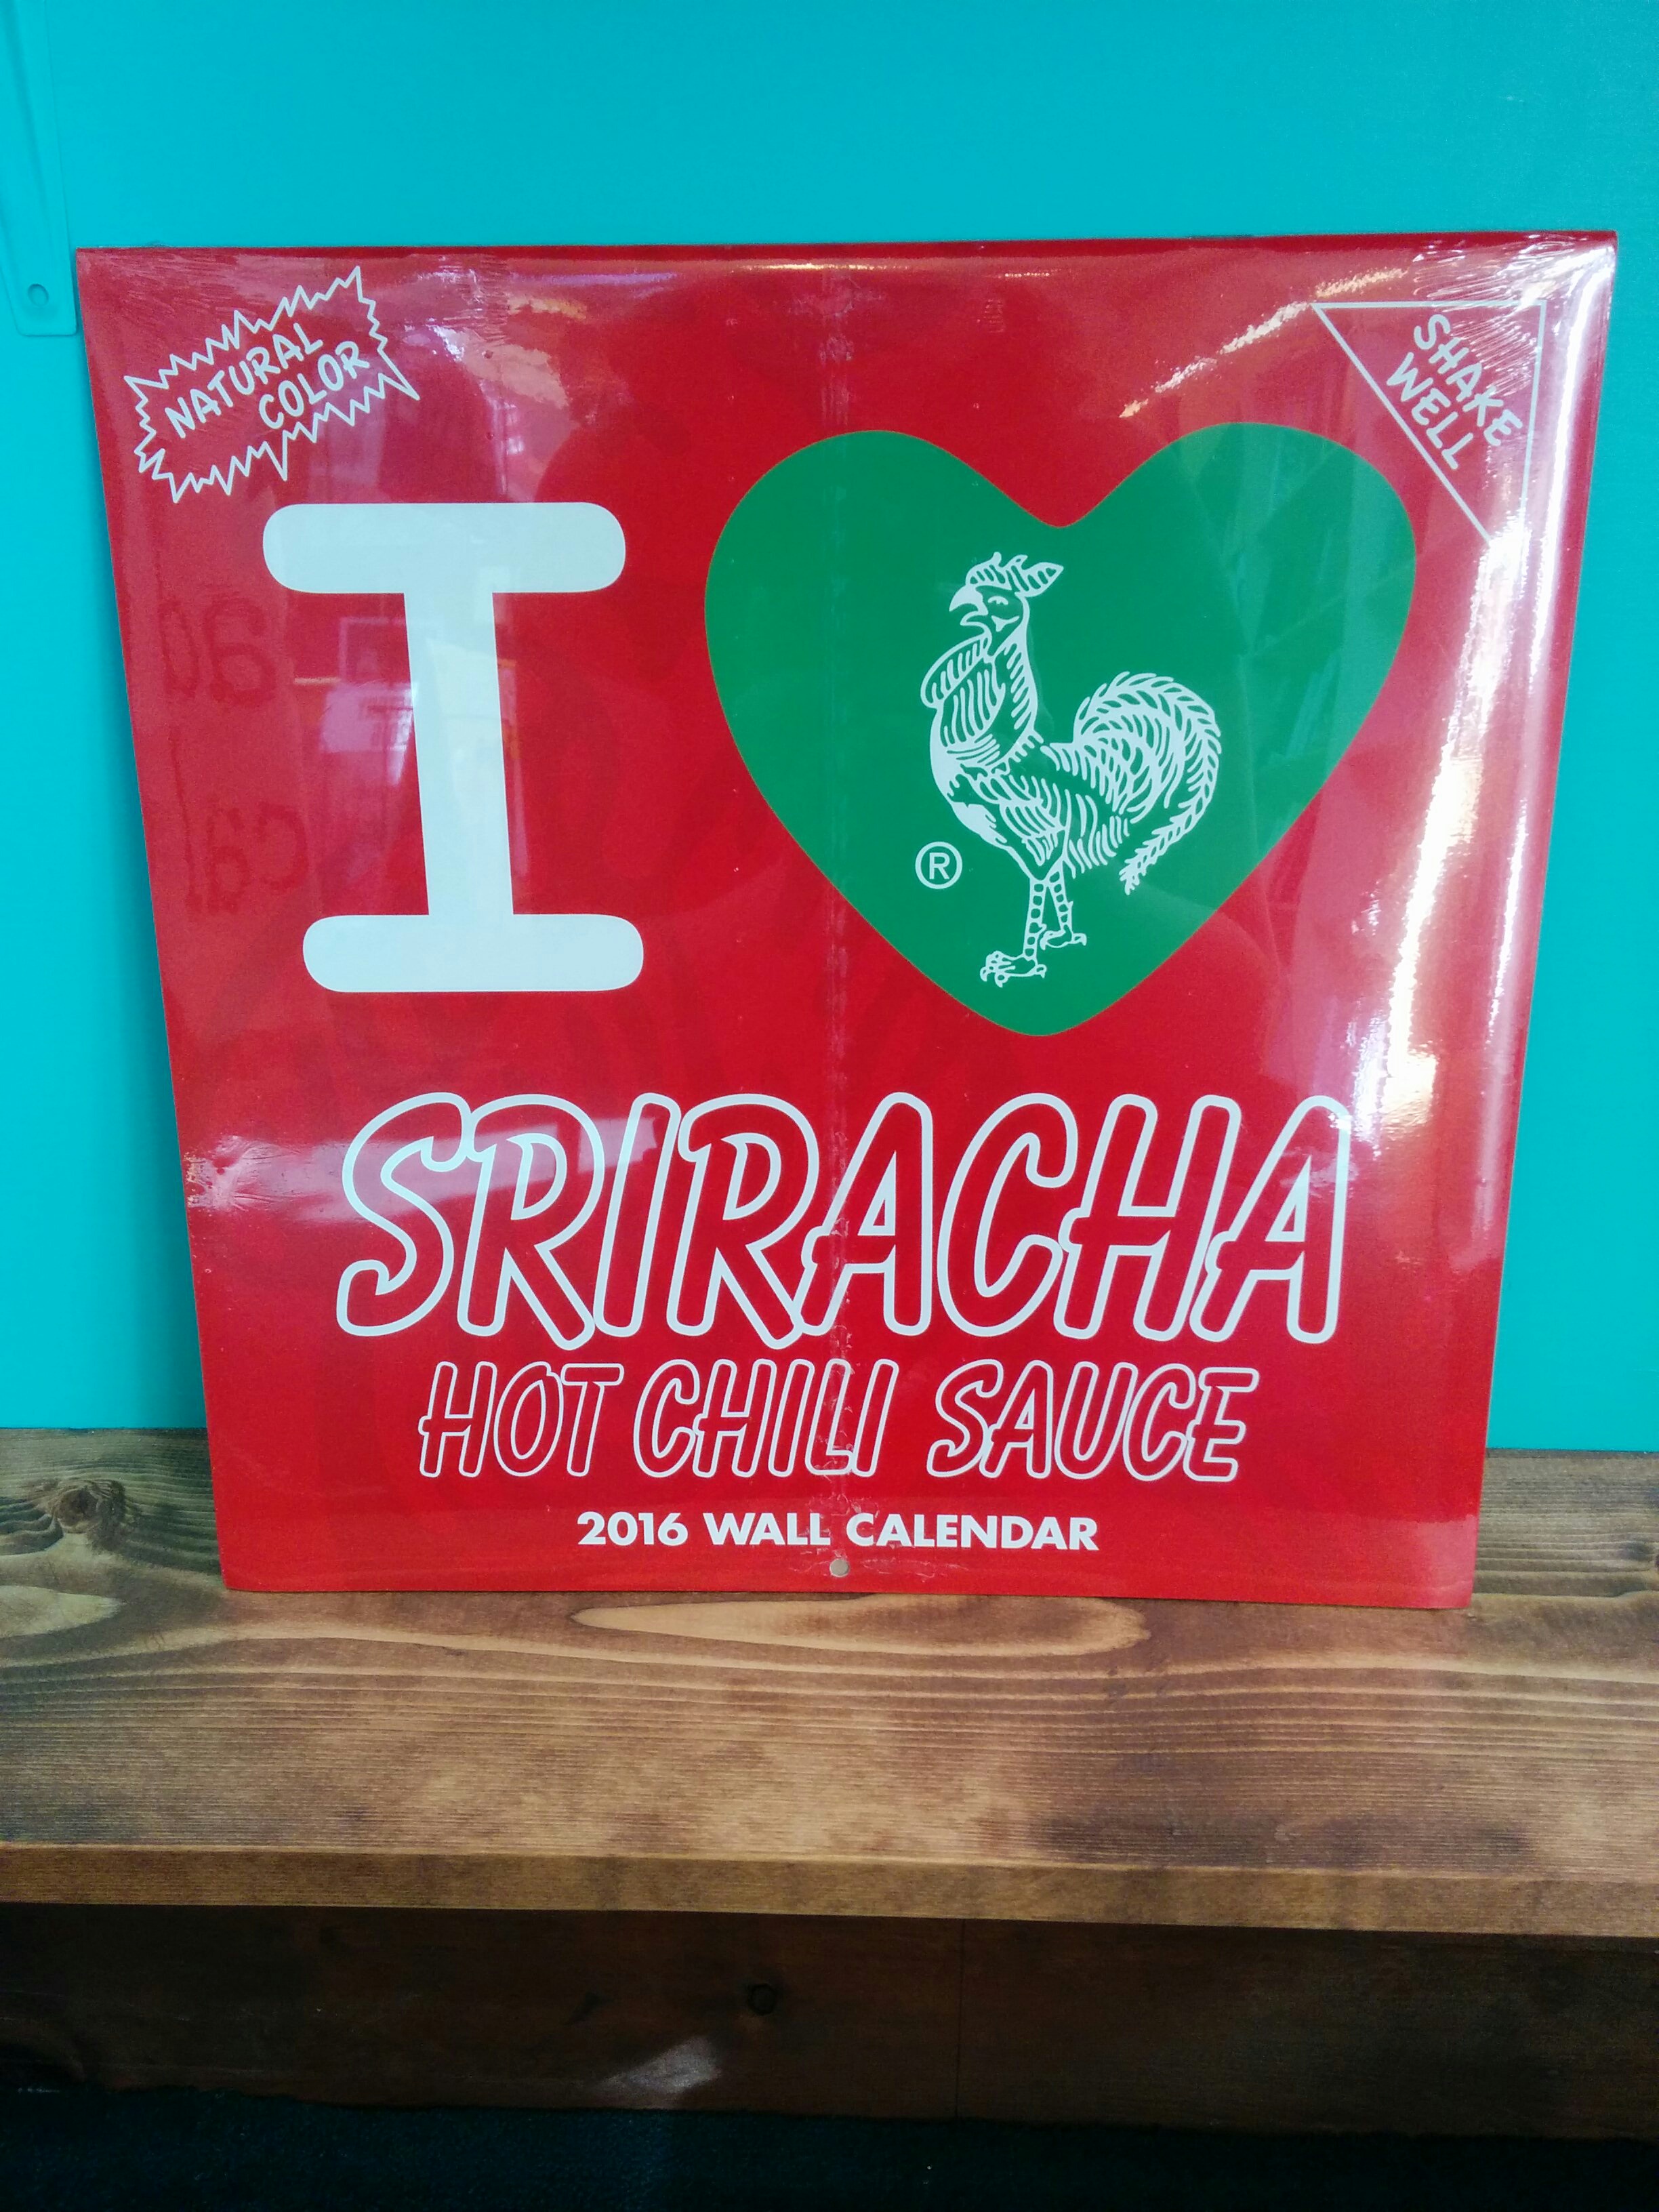 NATURAL
COLOR
SHAKE
WELL
I
®
SRIRACHA
HOT CHILI SAUCE
2016 WALL CALENDAR